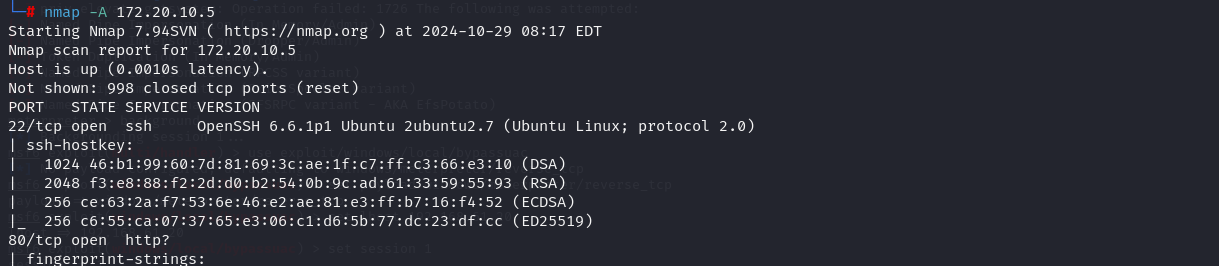 └─# nmap -A 172.20.10.5
Starting Nmap 7.94SVN ( https://nmap.org ) at 2024-10-29 08:17 EDT
Nmap scan report for 172.20.10.5
Host is up (0.0010s latency).
Not shown: 998 closed tcp ports (reset)
PORT   STATE SERVICE VERSION
22/tcp open  ssh     OpenSSH 6.6.1p1 Ubuntu 2ubuntu2.7 (Ubuntu Linux; protocol 2.0)
| ssh-hostkey:
|   1024 46:b1:99:60:7d:81:69:3c:ae:1f:c7:ff:c3:66:e3:10 (DSA)
|   2048 f3:e8:88:f2:2d:d0:b2:54:0b:9c:ad:61:33:59:55:93 (RSA)
|   256 ce:63:2a:f7:53:6e:46:e2:ae:81:e3:ff:b7:16:f4:52 (ECDSA)
|_  256 c6:55:ca:07:37:65:e3:06:c1:d6:5b:77:dc:23:df:cc (ED25519)
80/tcp open  http?
| fingerprint-strings: